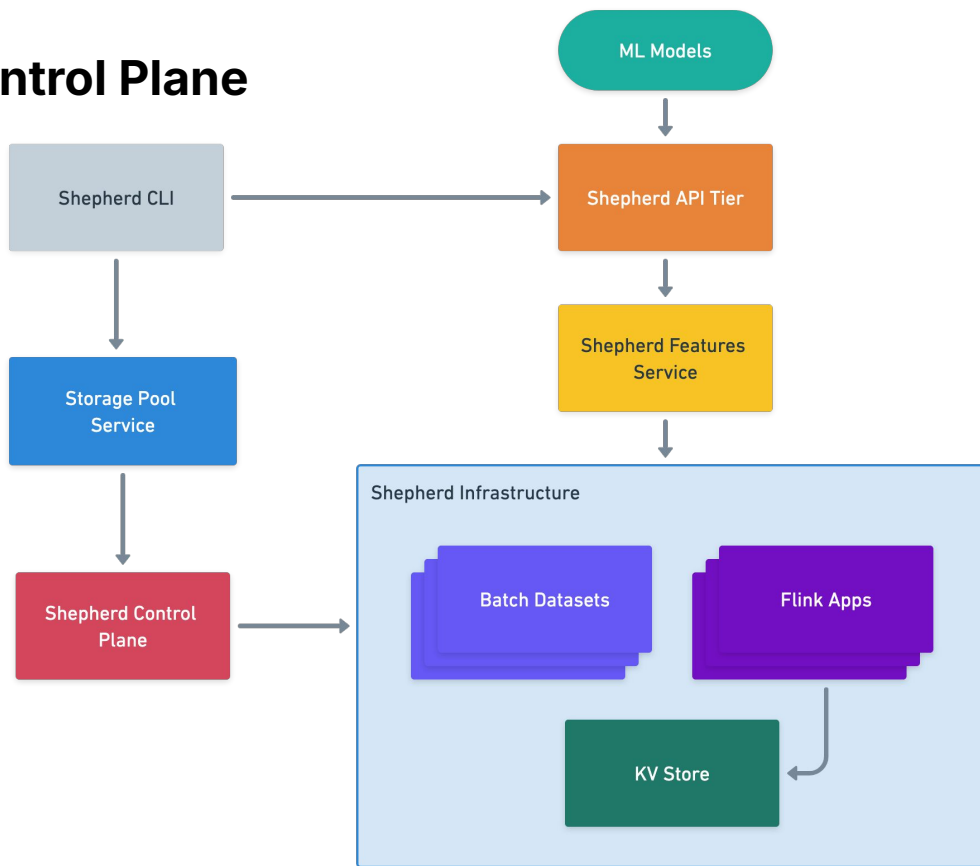 ntrol Plane
ML Models
Shepherd CLI
Shepherd API Tier
Shepherd Features
Service
Storage Pool
Service
Shepherd Infrastructure
Batch Datasets
Flink Apps
Shepherd Control
Plane
KV Store